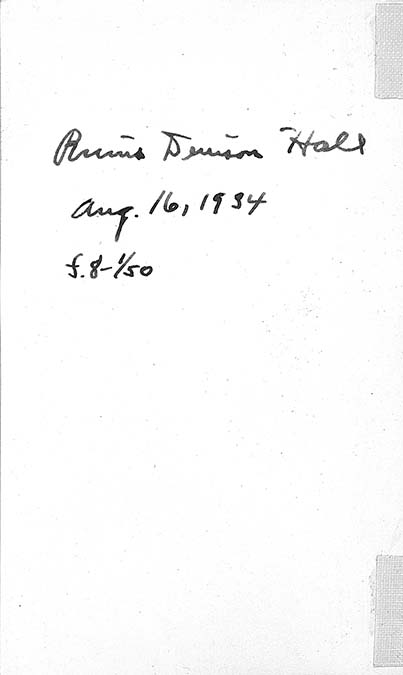 Ruins Denison Hall
Aug. 16, 1934
f.8-1/50